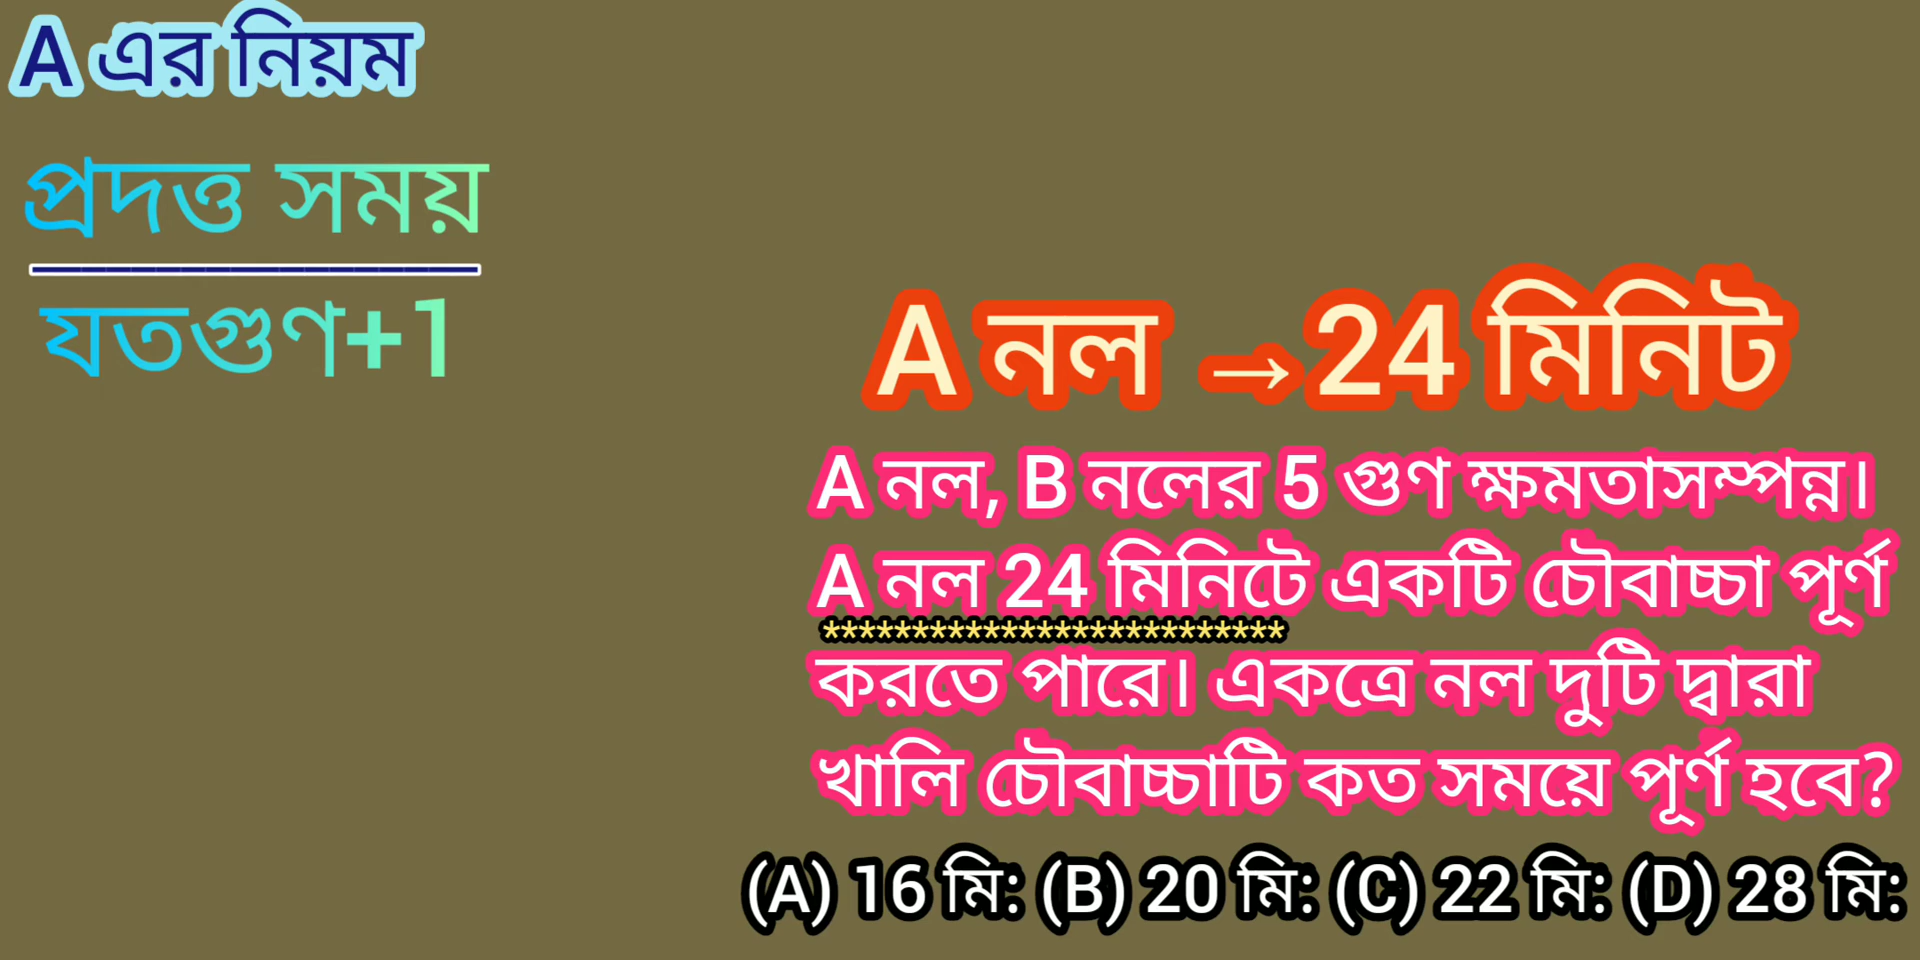 A এর নিয়ম
প্রদত্ত সময়
যতগুণ+1
A নল →24 মিনিট
A নল, B নলের 5 গুণ ক্ষমতাসম্পন্ন।
A নল 24 মিনিটে একটি চৌবাচ্চা পূর্ণ
**************************
করতে পারে। একত্রে নল দুটি দ্বারা
খালি চৌবাচ্চাটি কত সময়ে পূর্ণ হবে?
(A) 16 মি: (B) 20 মি: (C) 22 মি: (D) 28 মি: